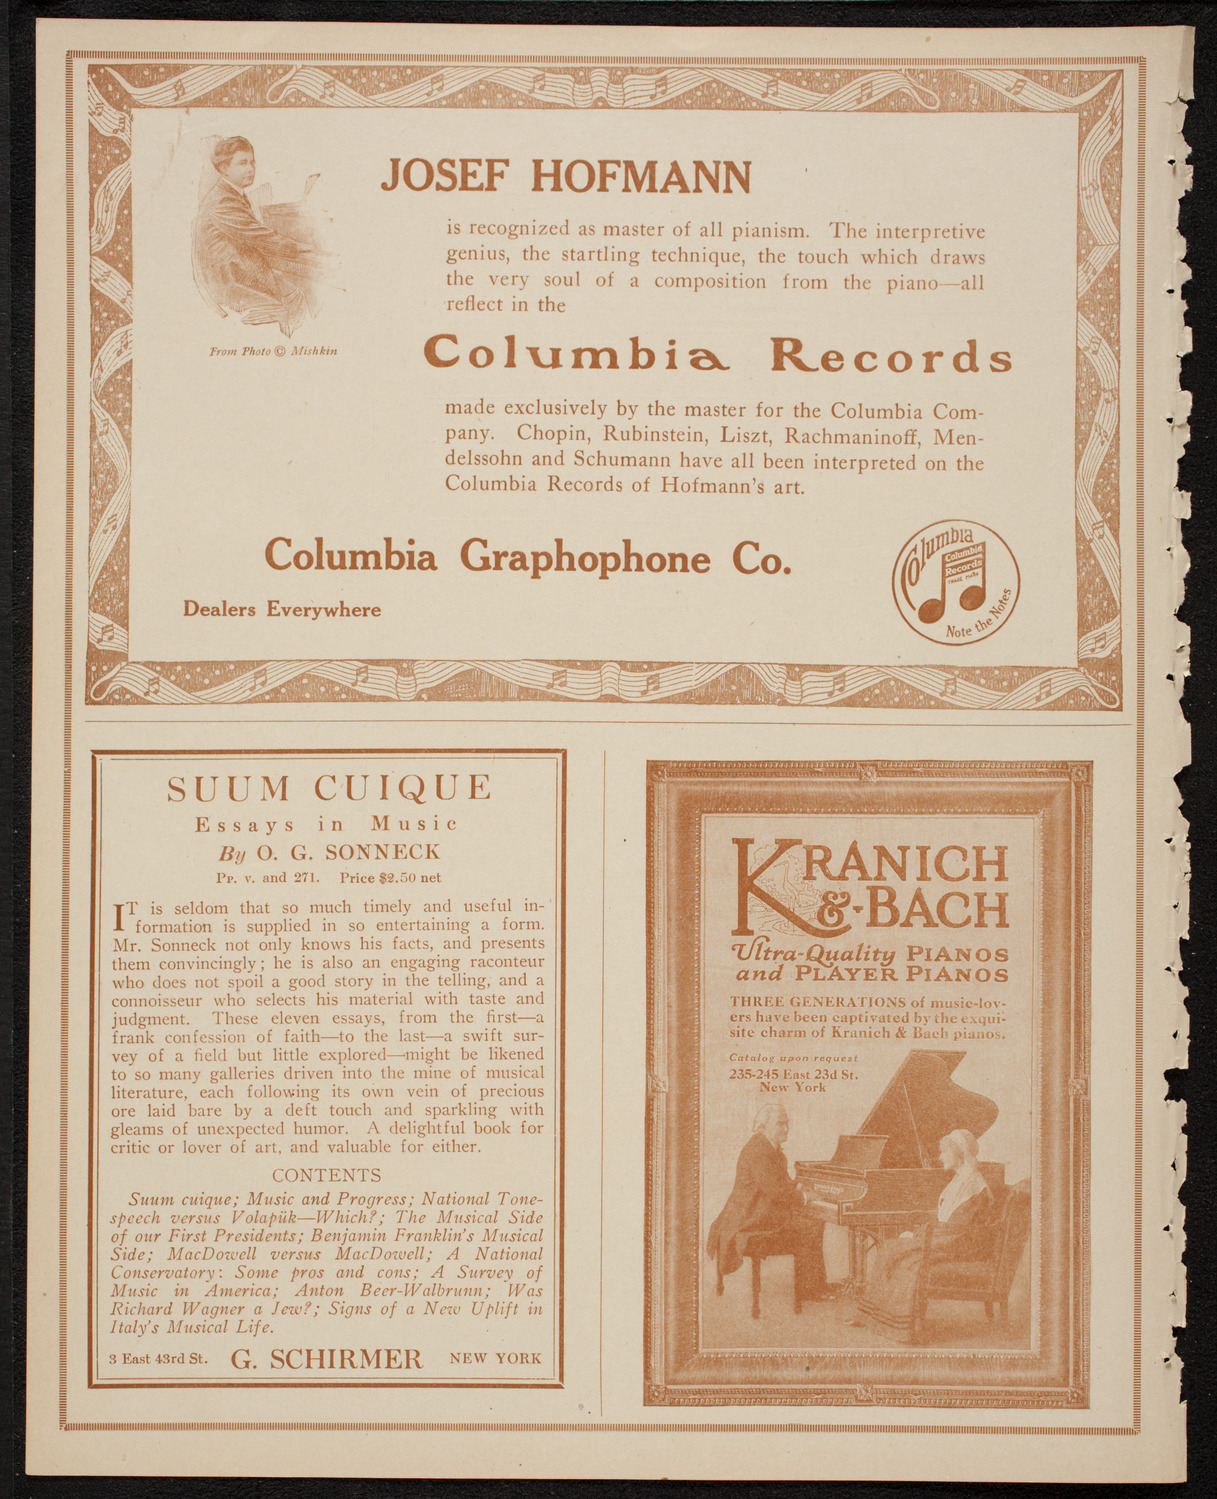 JOSEF HOFMANN
is recognized as master of all pianism. The interpretive
genius, the startling technique, the touch which draws
the very soul of a composition from the piano—all
reflect in the
From Photo © Mishkin
Columbia Records
made exclusively by the master for the Columbia Com-
pany. Chopin, Rubinstein, Liszt, Rachmaninoff, Men-
delssohn and Schumann have all been interpreted on the
Columbia Records of Hofmann's art.
Columbia Graphophone Co.
Dealers Everywhere
Columbia
Columbia
Records
TRADE MARK
Note the Notes
SUUM CUIQUE
Essays in Music
By O. G. SONNECK
Pp. v. and 271. Price $2.50 net
IT is seldom that so much timely and useful in-
formation is supplied in so entertaining a form.
Mr. Sonneck not only knows his facts, and presents
them convincingly; he is also an engaging raconteur
who does not spoil a good story in the telling, and a
connoisseur who selects his material with taste and
judgment. These eleven essays, from the first—a
frank confession of faith—to the last—a swift sur-
vey of a field but little explored—might be likened
to so many galleries driven into the mine of musical
literature, each following its own vein of precious
ore laid bare by a deft touch and sparkling with
gleams of unexpected humor. A delightful book for
critic or lover of art, and valuable for either.
CONTENTS
Suum cuique; Music and Progress; National Tone-
speech versus Volapük—Which?; The Musical Side
of our First Presidents; Benjamin Franklin's Musical
Side; MacDowell versus MacDowell; A National
Conservatory: Some pros and cons; A Survey of
Music in America; Anton Beer-Walbrunn; Was
Richard Wagner a Jew?; Signs of a New Uplift in
Italy's Musical Life.
3 East 43rd St. G. SCHIRMER NEW YORK
KRANICH
&-BACH
Ultra-Quality PIANOS
and PLAYER PIANOS
THREE GENERATIONS of music-lov-
ers have been captivated by the exqui-
site charm of Kranich & Bach pianos.
Catalog upon request
235-245 East 23d St.
New York